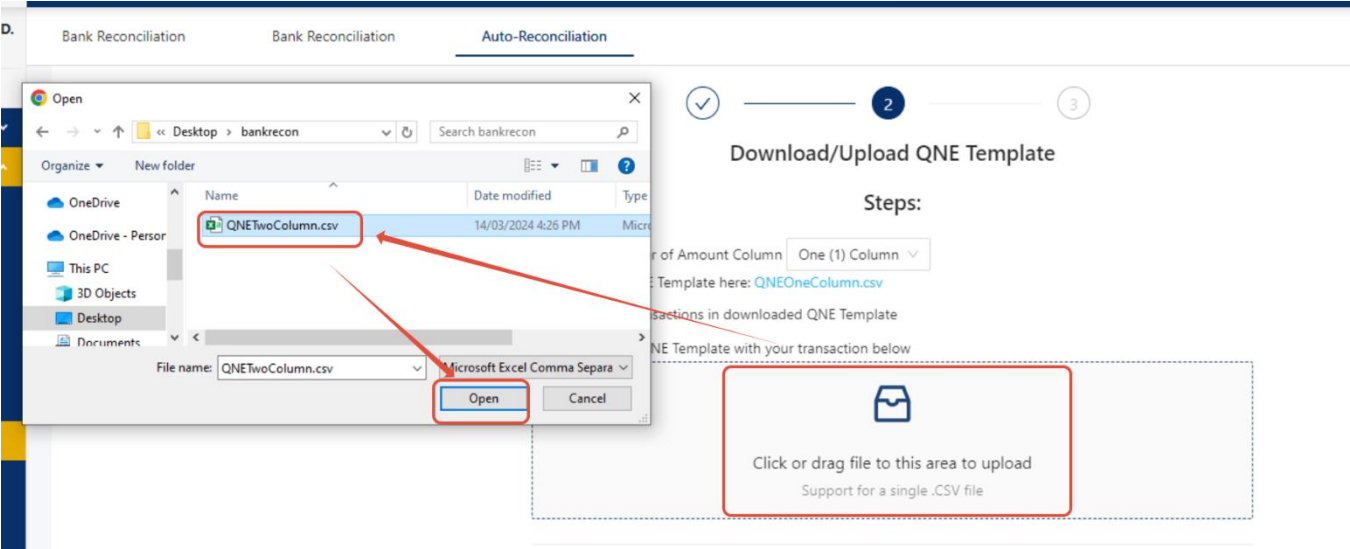 D.
Bank Reconciliation
Bank Reconciliation
Auto-Reconciliation
Open
« Desktop › bankrecon
Search bankrecon
Organize
New folder
Name
Date modified
Type
OneDrive
OneDrive - Person
This PC
3D Objects
Desktop
Documents
QNETwoColumn.csv
14/03/2024 4:26 PM
Micro
File name:
QNETwoColumn.csv
Microsoft Excel Comma Separa
Open
Cancel
2
3
Download/Upload QNE Template
Steps:
r of Amount Column
One (1) Column
Template here: QNEOneColumn.csv
sactions in downloaded QNE Template
NE Template with your transaction below
Click or drag file to this area to upload
Support for a single .CSV file